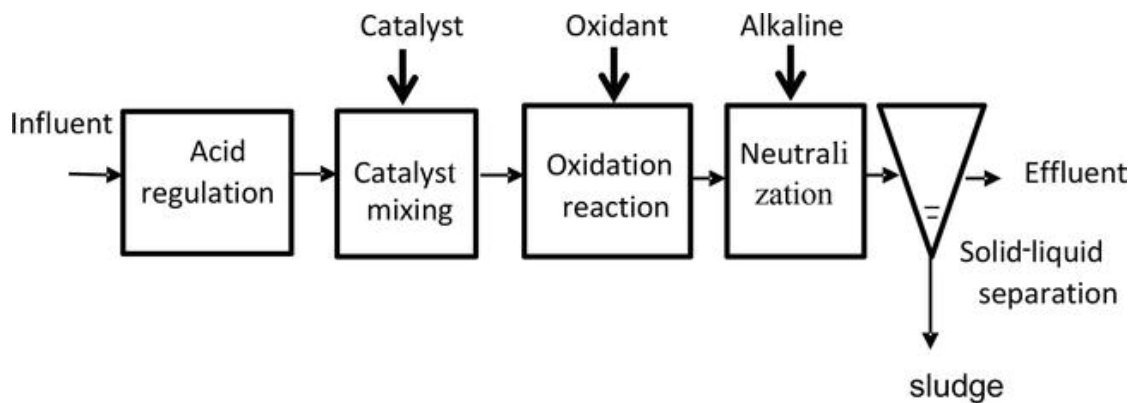 Catalyst
Oxidant
Alkaline
Influent
Acid
regulation
Catalyst
mixing
Oxidation
reaction
Neutrali
zation
Effluent
Solid-liquid
separation
sludge